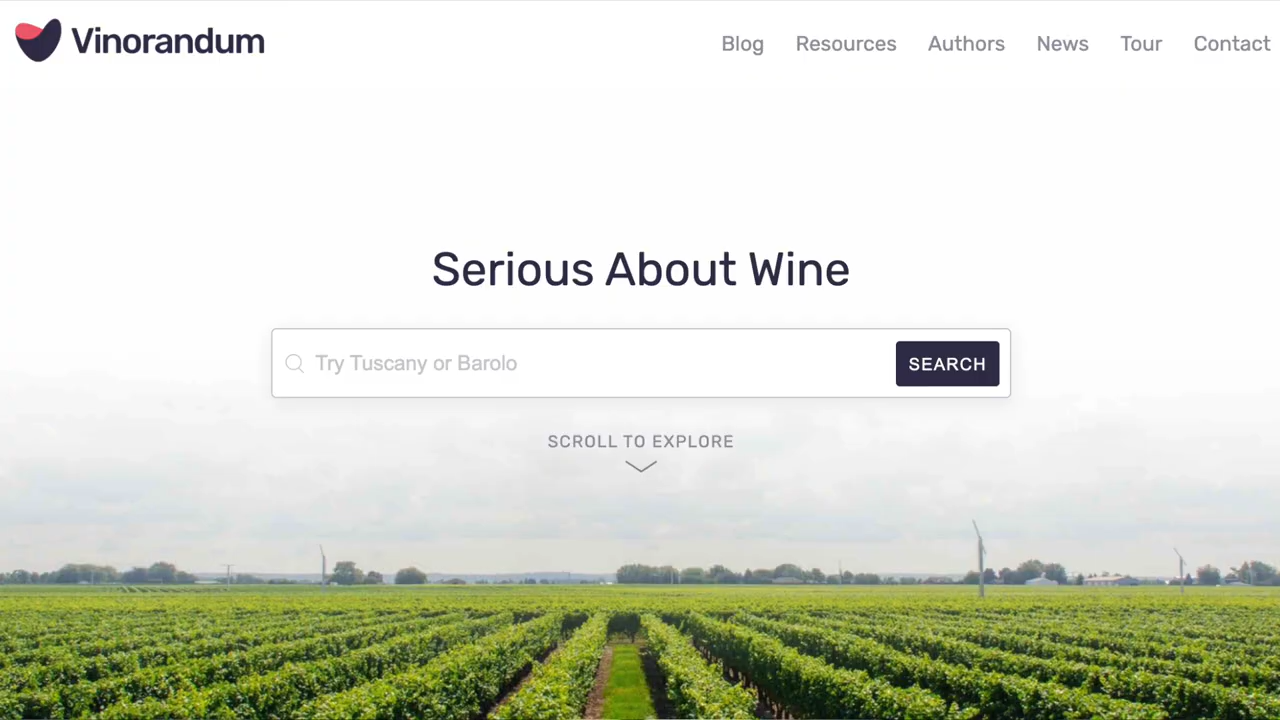 Vinorandum
Blog Resources Authors News Tour Contact
Serious About Wine
Try Tuscany or Barolo
SEARCH
SCROLL TO EXPLORE